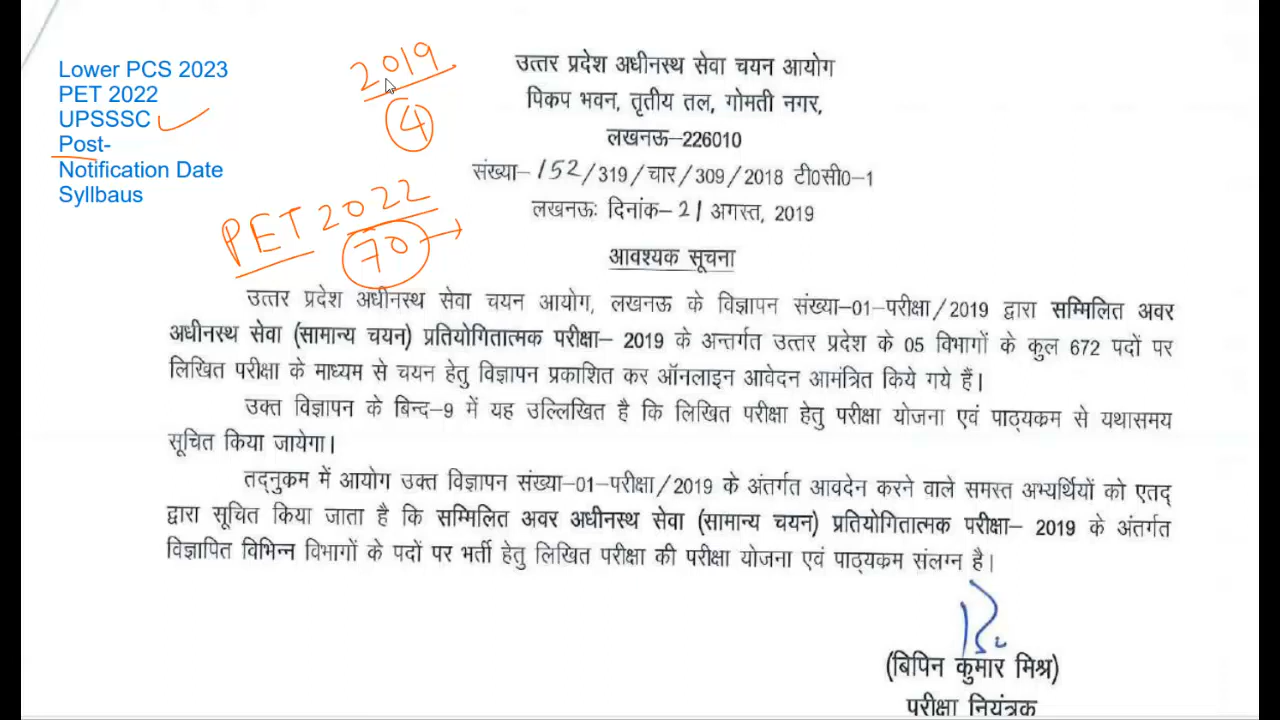 Lower PCS 2023
PET 2022
UPSSSC
Post-
Notification Date
Syllbaus
2019
4
PET 2022
70
उत्तर प्रदेश अधीनस्थ सेवा चयन आयोग
पिकप भवन, तृतीय तल, गोमती नगर,
लखनऊ-226010
संख्या-152/319/चार/309/2018 टी0सी0-1
लखनऊः दिनांक-21 अगस्त, 2019
आवश्यक सूचना
उत्तर प्रदेश अधीनस्थ सेवा चयन आयोग, लखनऊ के विज्ञापन संख्या-01-परीक्षा/2019 द्वारा सम्मिलित अवर
अधीनस्थ सेवा (सामान्य चयन) प्रतियोगितात्मक परीक्षा- 2019 के अन्तर्गत उत्तर प्रदेश के 05 विभागों के कुल 672 पदों पर
लिखित परीक्षा के माध्यम से चयन हेतु विज्ञापन प्रकाशित कर ऑनलाइन आवेदन आमंत्रित किये गये हैं।
उक्त विज्ञापन के बिन्द-9 में यह उल्लिखित है कि लिखित परीक्षा हेतु परीक्षा योजना एवं पाठ्यक्रम से यथासमय
सूचित किया जायेगा।
तद्नुक्रम में आयोग उक्त विज्ञापन संख्या-01-परीक्षा/2019 के अंतर्गत आवदेन करने वाले समस्त अभ्यर्थियों को एतद्
द्वारा सूचित किया जाता है कि सम्मिलित अवर अधीनस्थ सेवा (सामान्य चयन) प्रतियोगितात्मक परीक्षा- 2019 के अंतर्गत
विज्ञापित विभिन्न विभागों के पदों पर भर्ती हेतु लिखित परीक्षा की परीक्षा योजना एवं पाठ्यक्रम संलग्न है।
(बिपिन कुमार मिश्र)
परीक्षा नियंत्रक